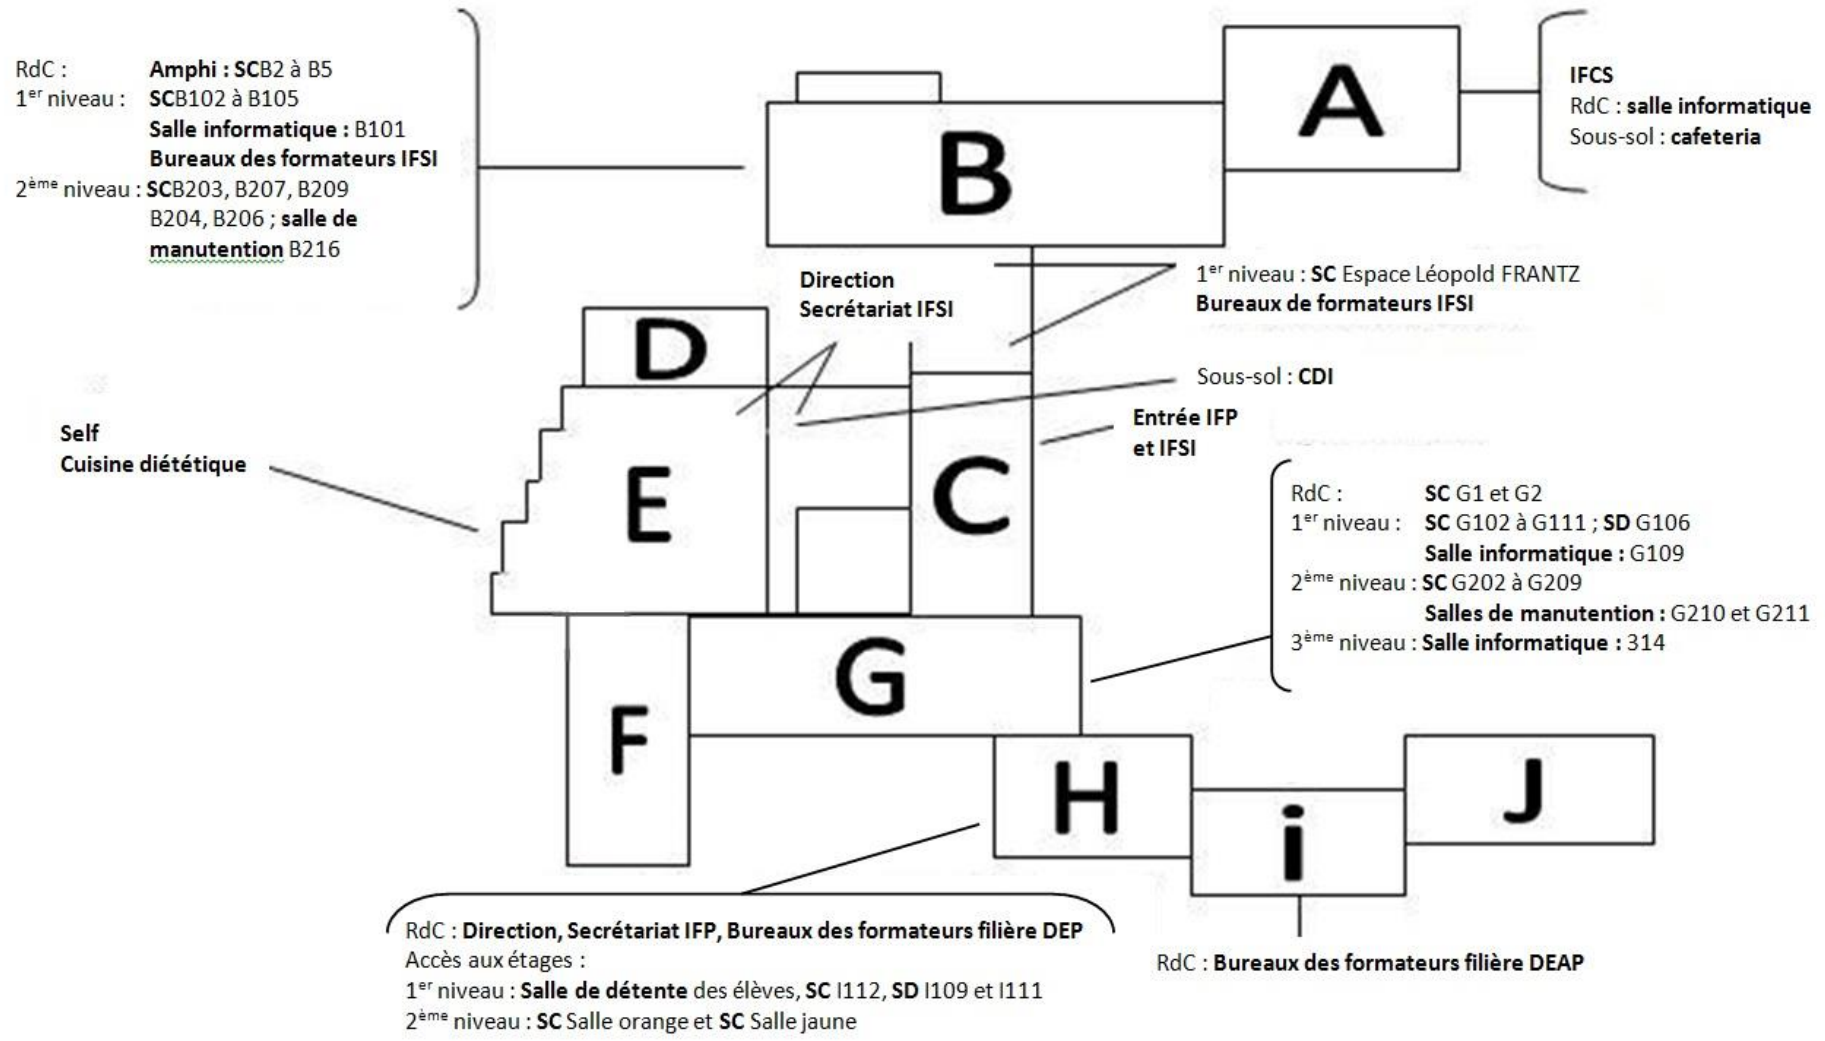 RdC : Amphi : SCB2 à B5
1er niveau : SCB102 à B105
Salle informatique : B101
Bureaux des formateurs IFSI
2ème niveau : SCB203, B207, B209
B204, B206 ; salle de
manutention B216
A
IFCS
RdC : salle informatique
Sous-sol : cafeteria
B
Direction
Secrétariat IFSI
1er niveau : SC Espace Léopold FRANTZ
Bureaux de formateurs IFSI
D
Sous-sol : CDI
Entrée IFP
et IFSI
Self
Cuisine diététique
E
C
RdC : SC G1 et G2
1er niveau : SC G102 à G111 ; SD G106
Salle informatique : G109
2ème niveau : SC G202 à G209
Salles de manutention : G210 et G211
3ème niveau : Salle informatique : 314
G
F
H
i
J
RdC : Direction, Secrétariat IFP, Bureaux des formateurs filière DEP
Accès aux étages :
1er niveau : Salle de détente des élèves, SC I112, SD I109 et I111
2ème niveau : SC Salle orange et SC Salle jaune
RdC : Bureaux des formateurs filière DEAP